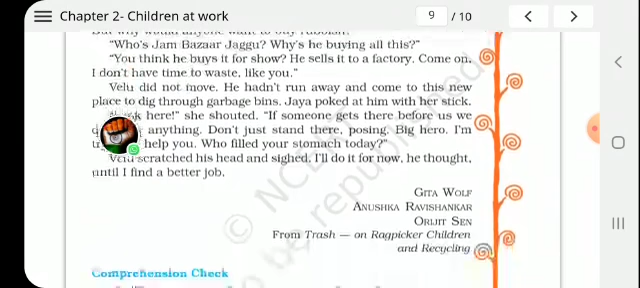 Chapter 2- Children at work
9 / 10
"Who's Jam Bazaar Jaggu? Why's he buying all this?"
"You think he buys it for show? He sells it to a factory. Come on,
I don't have time to waste, like you."
Velu did not move. He hadn't run away and come to this new
place to dig through garbage bins. Jaya poked at him with her stick.
here!" she shouted. "If someone gets there before us we
anything. Don't just stand there, posing. Big hero. I'm
help you. Who filled your stomach today?"
Velu scratched his head and sighed, I'll do it for now, he thought,
until I find a better job.
GITA WOLF
ANUSHKA RAVISHANKAR
ORIJIT SEN
From Trash — on Ragpicker Children
and Recycling
Comprehension Check
© NCERT
be republished